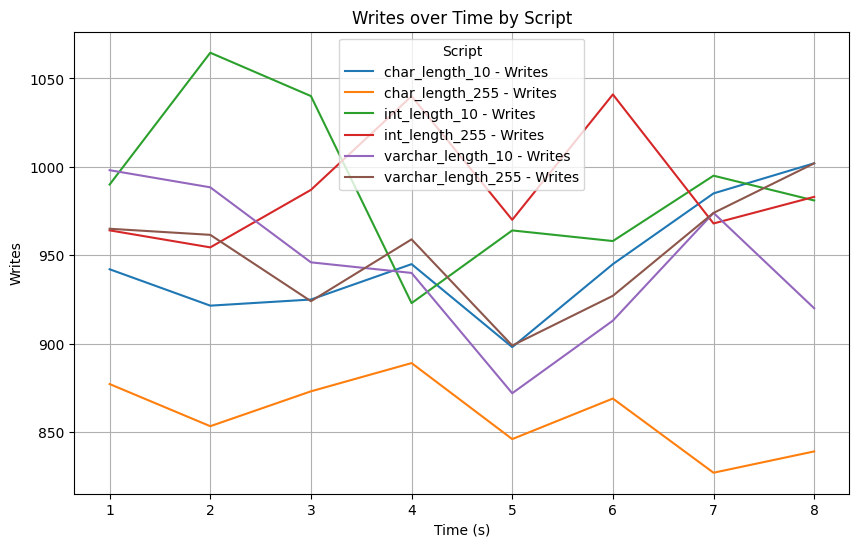 Writes over Time by Script
Script
char_length_10 - Writes
char_length_255 - Writes
int_length_10 - Writes
int_length_255 - Writes
varchar_length_10 - Writes
varchar_length_255 - Writes
1050
1000
950
900
850
Writes
1 2 3 4 5 6 7 8
Time (s)